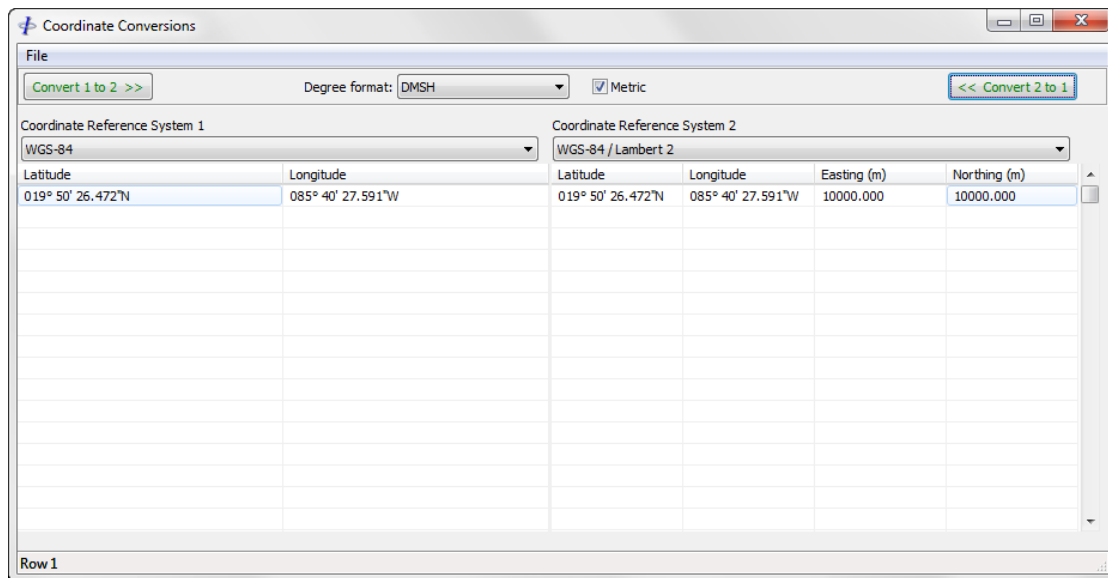 Coordinate Conversions
File
Convert 1 to 2 >> Degree format: DMSH Metric << Convert 2 to 1
Coordinate Reference System 1 Coordinate Reference System 2
WGS-84 WGS-84 / Lambert 2
Latitude Longitude Latitude Longitude Easting (m) Northing (m)
019° 50' 26.472"N 085° 40' 27.591"W 019° 50' 26.472"N 085° 40' 27.591"W 10000.000 10000.000
Row 1